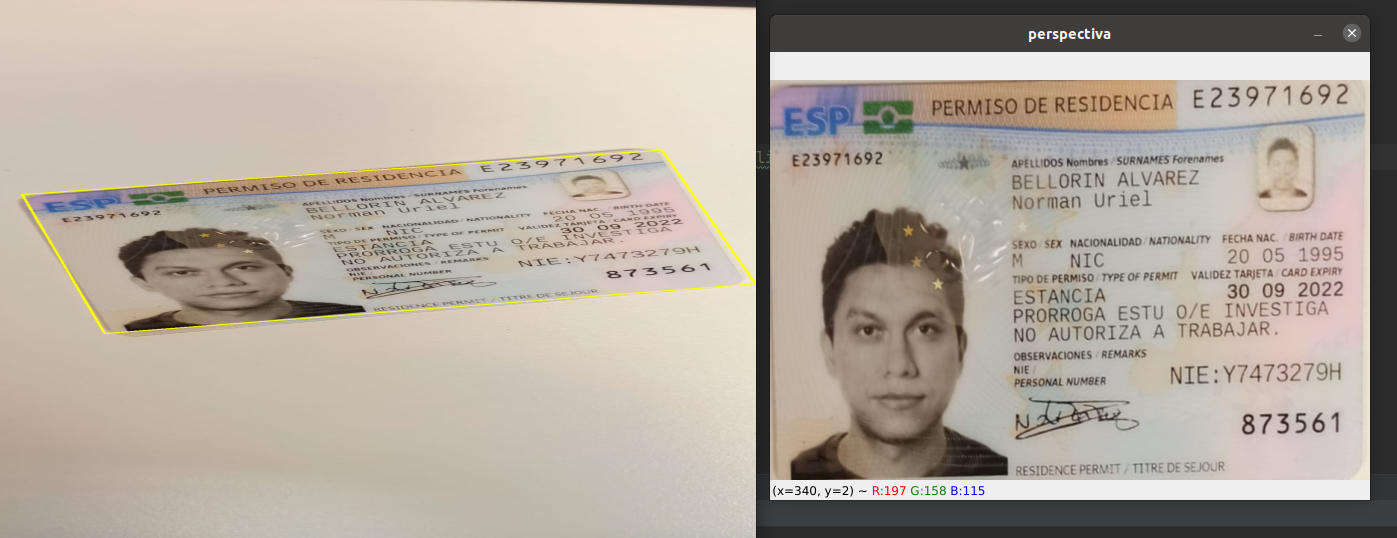 ESP PERMISO DE RESIDENCIA E23971692
E23971692
APELLIDOS Nombres / SURNAMES Forenames
BELLORIN ALVAREZ
Norman Uriel
SEXO / SEX NACIONALIDAD / NATIONALITY FECHA NAC. / BIRTH DATE
M NIC 20 05 1995
TIPO DE PERMISO / TYPE OF PERMIT VALIDEZ TARJETA / CARD EXPIRY
ESTANCIA 30 09 2022
PRORROGA ESTU O/E INVESTIGA
NO AUTORIZA A TRABAJAR.
OBSERVACIONES / REMARKS
NIE /
PERSONAL NUMBER
NIE:Y7473279H
873561
RESIDENCE PERMIT / TITRE DE SEJOUR
perspectiva
ESP PERMISO DE RESIDENCIA E23971692
E23971692
APELLIDOS Nombres / SURNAMES Forenames
BELLORIN ALVAREZ
Norman Uriel
SEXO / SEX NACIONALIDAD / NATIONALITY FECHA NAC. / BIRTH DATE
M NIC 20 05 1995
TIPO DE PERMISO / TYPE OF PERMIT VALIDEZ TARJETA / CARD EXPIRY
ESTANCIA 30 09 2022
PRORROGA ESTU O/E INVESTIGA
NO AUTORIZA A TRABAJAR.
OBSERVACIONES / REMARKS
NIE /
PERSONAL NUMBER
NIE:Y7473279H
873561
RESIDENCE PERMIT / TITRE DE SEJOUR
(x=340, y=2) ~ R:197 G:158 B:115